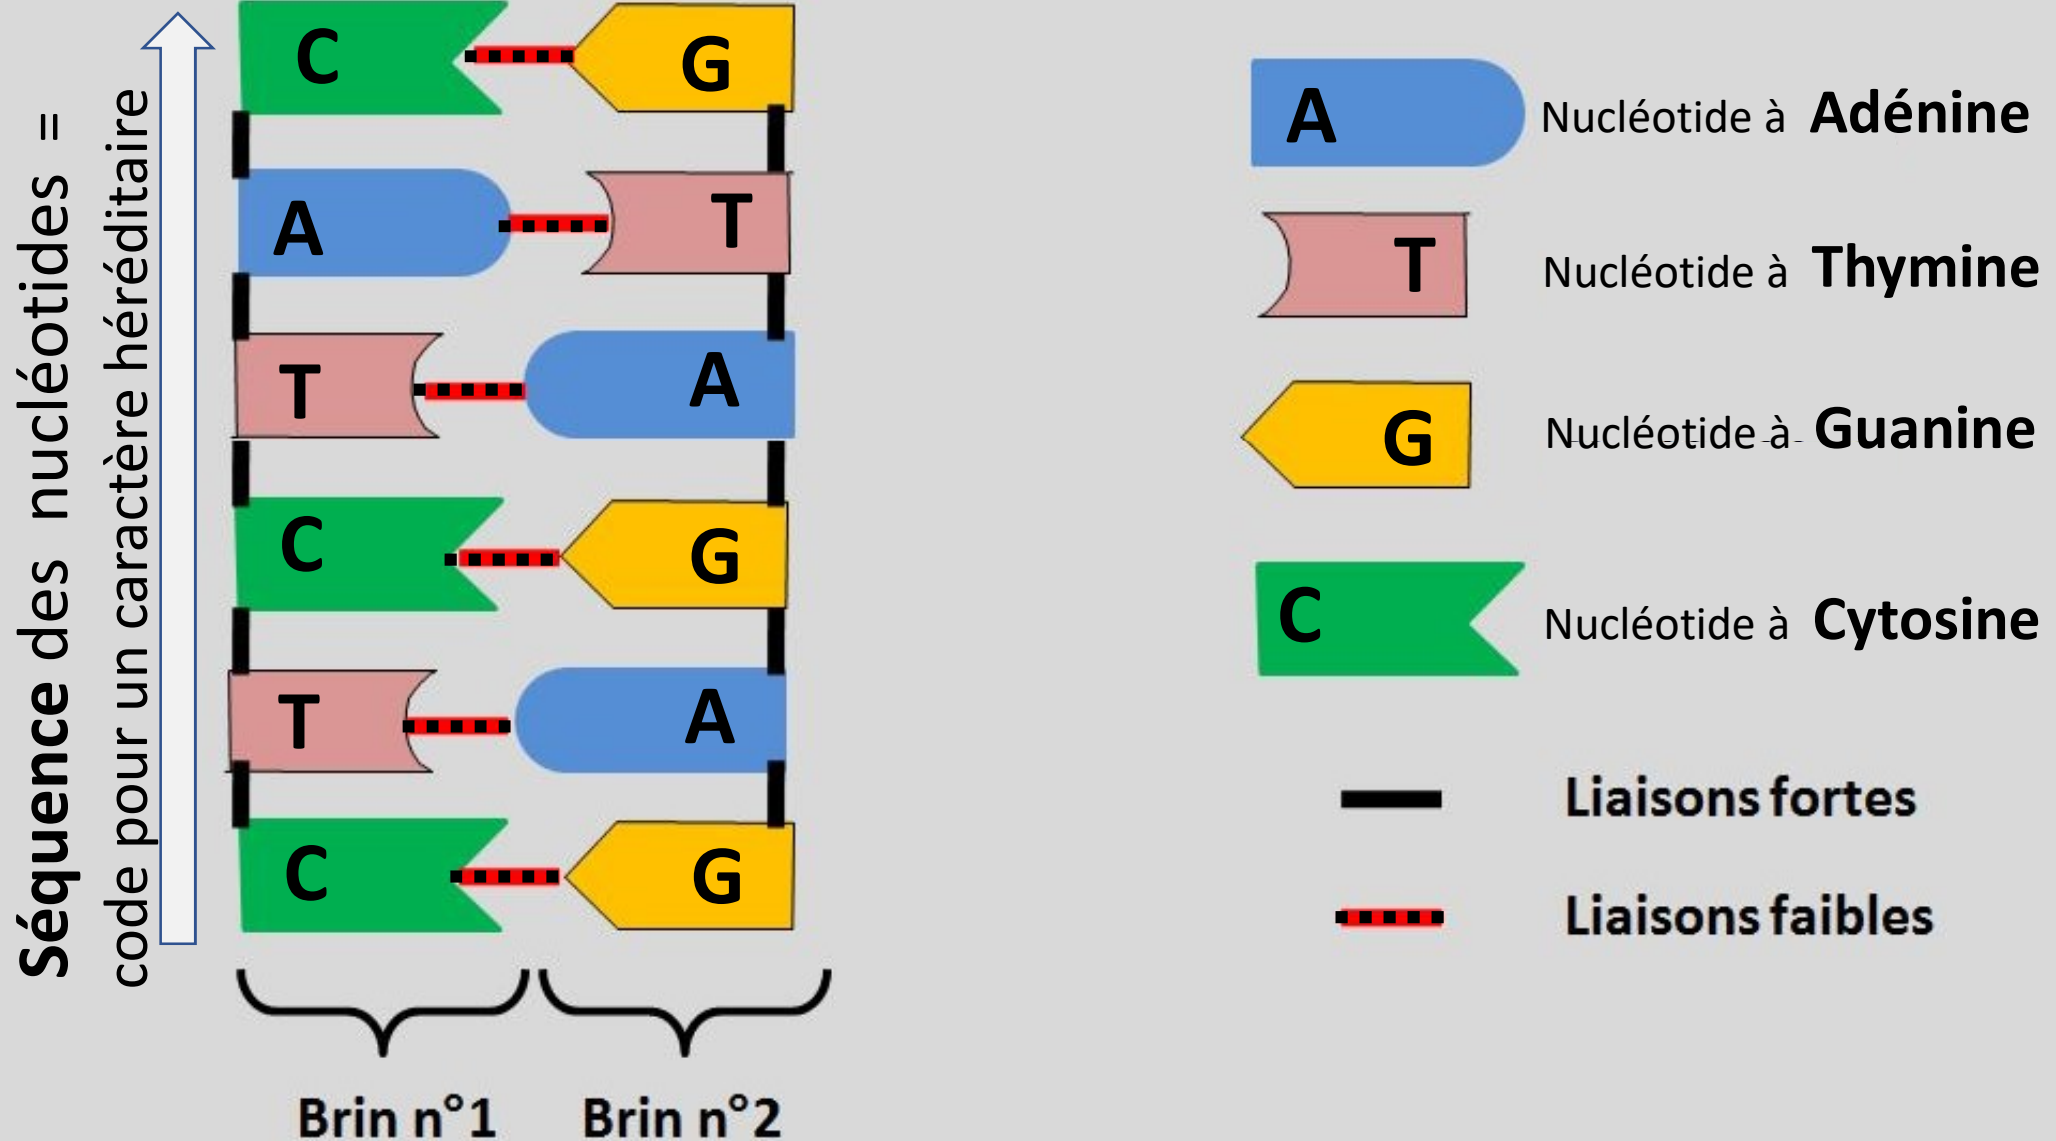 Séquence des nucléotides =
code pour un caractère héréditaire
C G
A T
T A
C G
T A
C G
Brin n°1 Brin n°2
A Nucléotide à Adénine
T Nucléotide à Thymine
G Nucléotide à Guanine
C Nucléotide à Cytosine
Liaisons fortes
Liaisons faibles